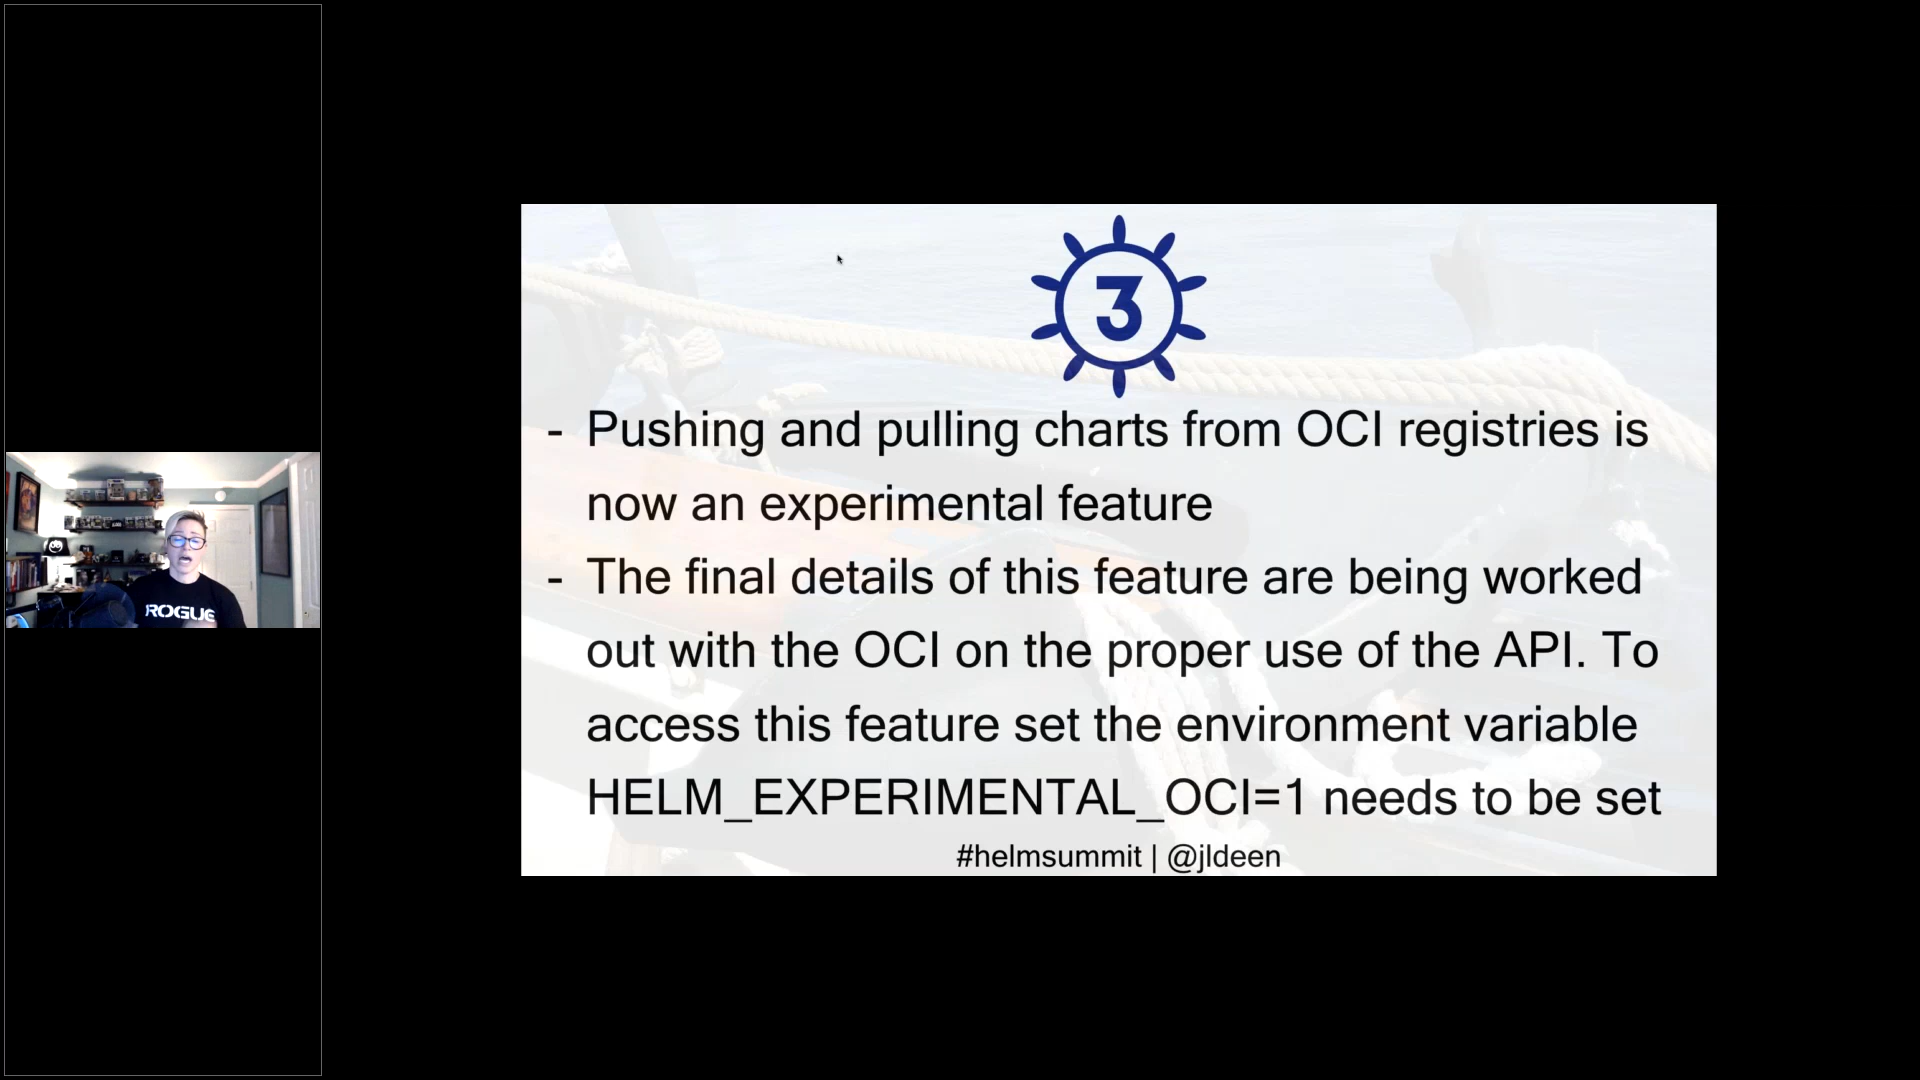 ROGUE
3
- Pushing and pulling charts from OCI registries is
now an experimental feature
- The final details of this feature are being worked
out with the OCI on the proper use of the API. To
access this feature set the environment variable
HELM_EXPERIMENTAL_OCI=1 needs to be set
#helmsummit | @jldeen